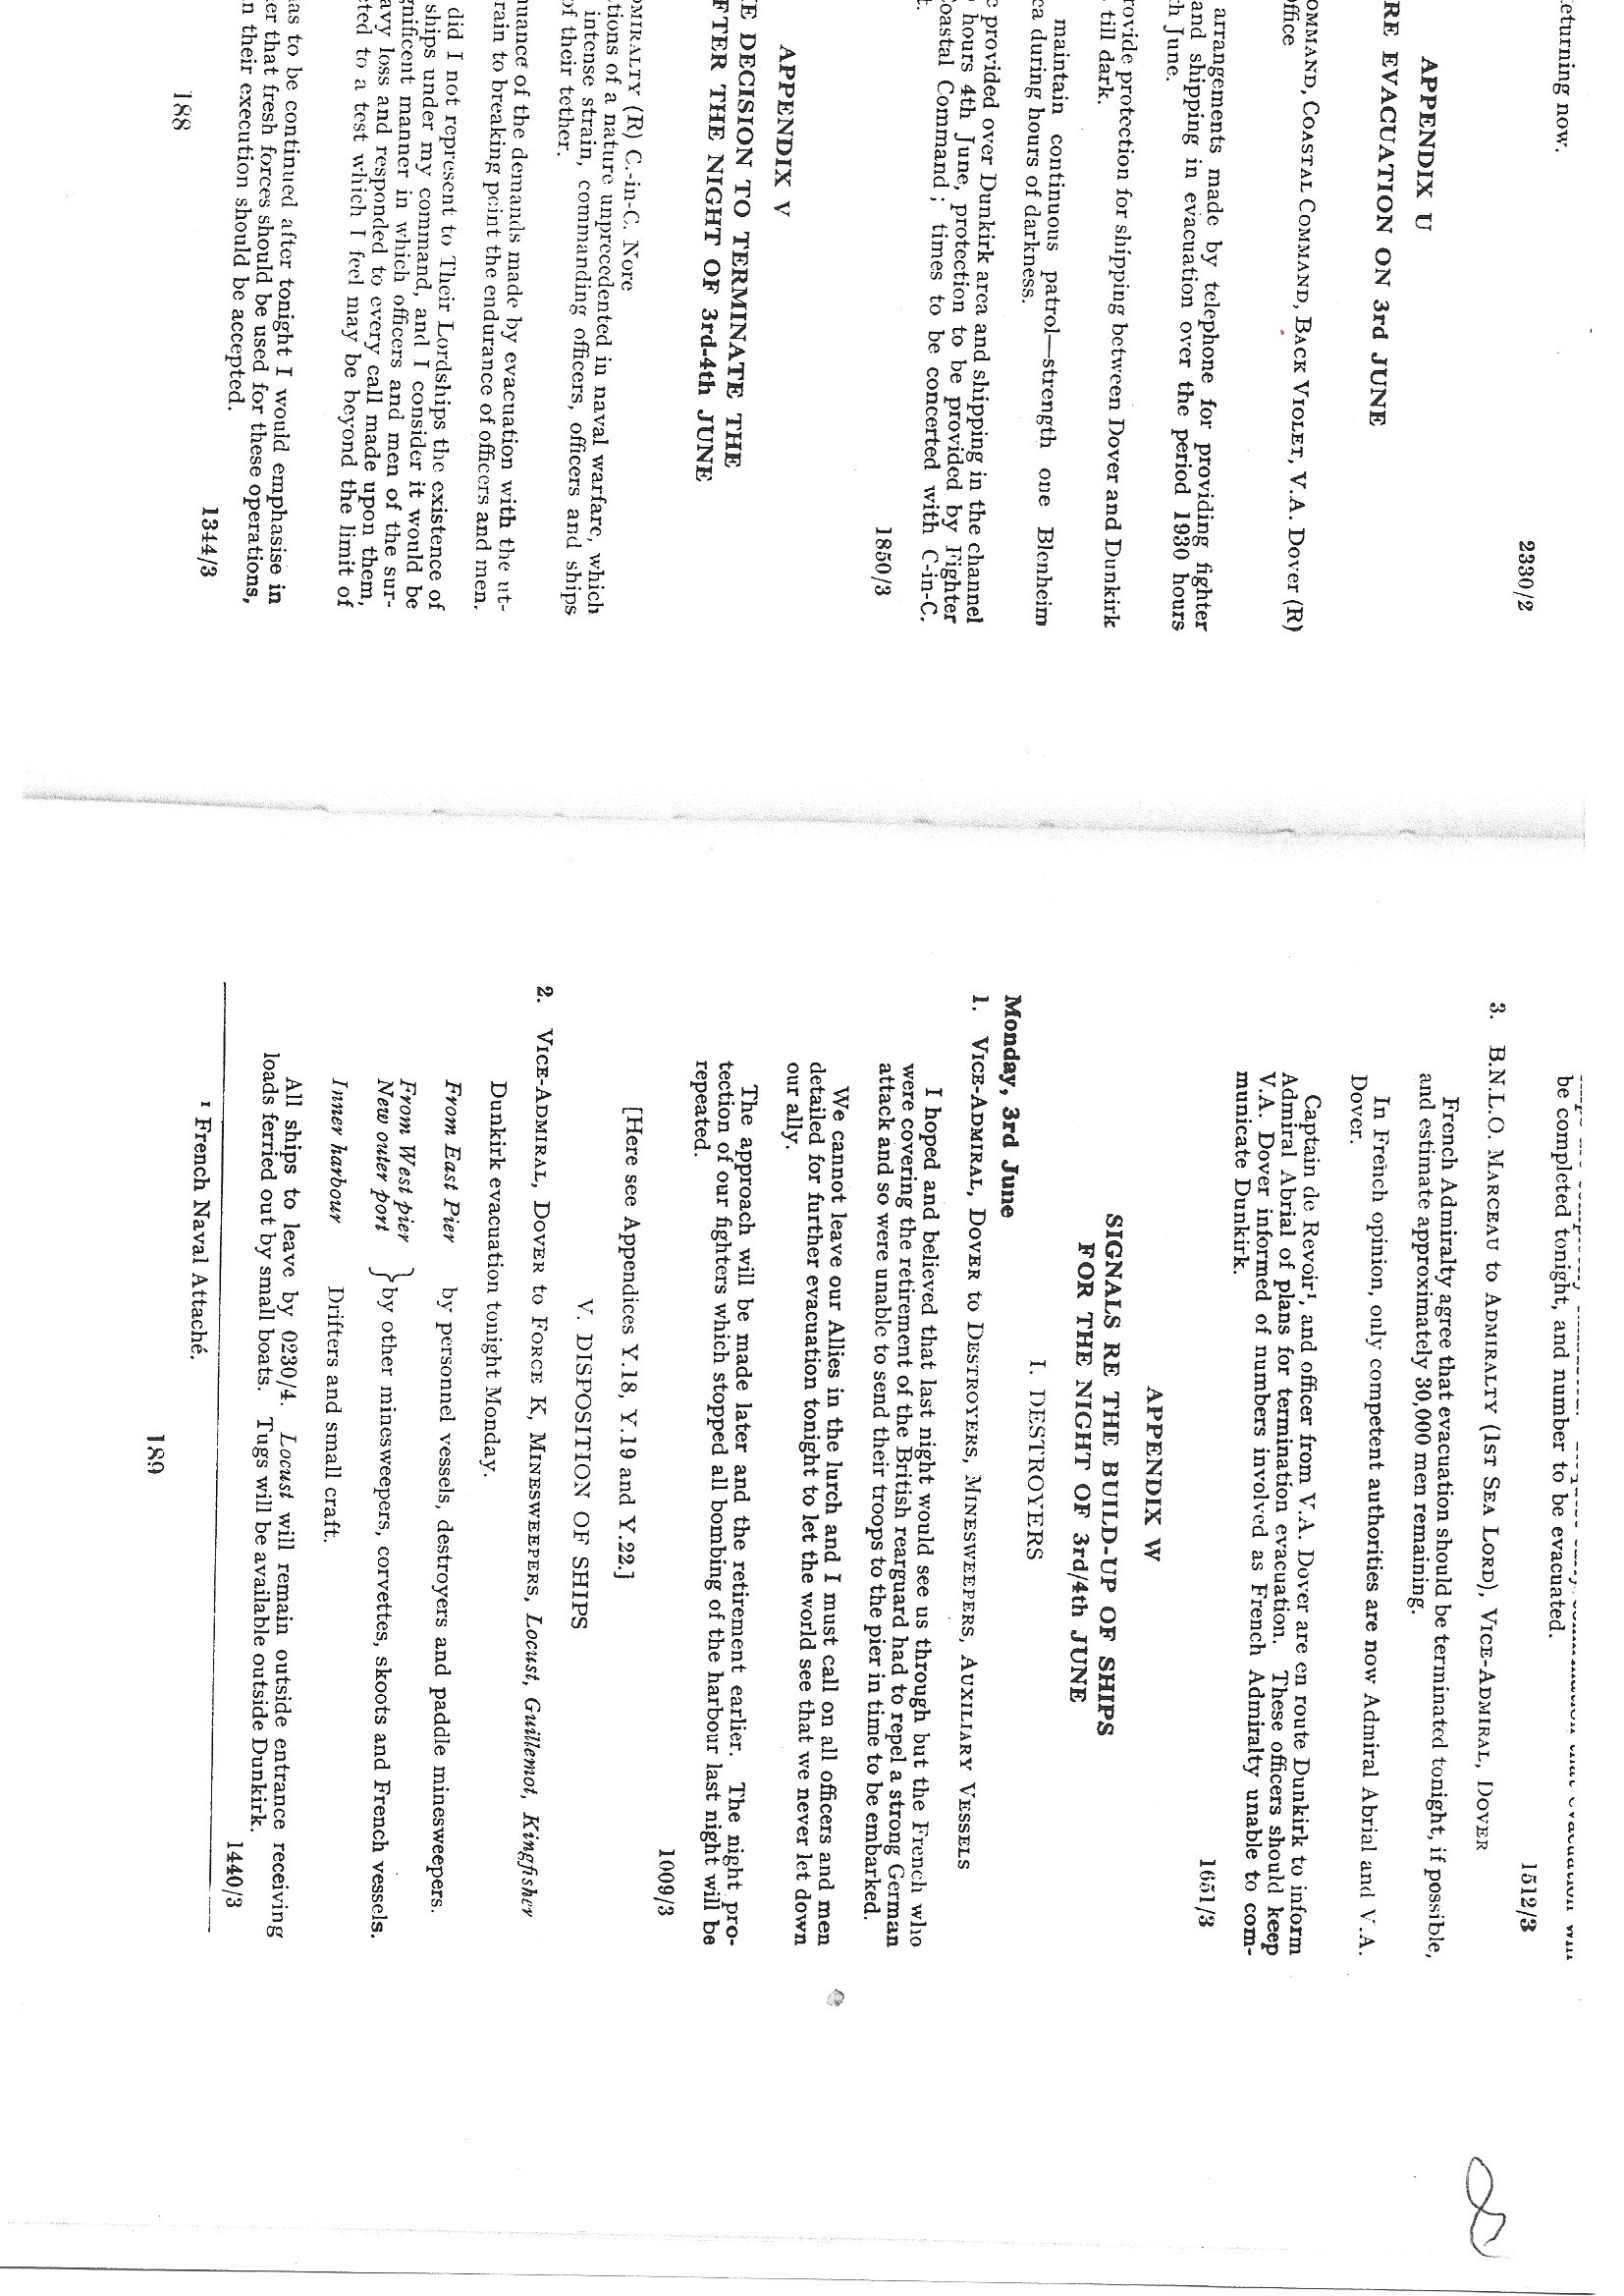 returning now.
2330/2
APPENDIX U
RE EVACUATION ON 3rd JUNE
OMMAND, COASTAL COMMAND, BACK VIOLET, V.A. DOVER (R)
office
arrangements made by telephone for providing fighter
and shipping in evacuation over the period 1930 hours
h June.
rovide protection for shipping between Dover and Dunkirk
till dark.
maintain continuous patrol—strength one Blenheim
ea during hours of darkness.
e provided over Dunkirk area and shipping in the channel
hours 4th June, protection to be provided by Fighter
oastal Command; times to be concerted with C-in-C.
t.
1850/3
APPENDIX V
E DECISION TO TERMINATE THE
FTER THE NIGHT OF 3rd-4th JUNE
OMIRALTY (R) C.-in-C. Nore
tions of a nature unprecedented in naval warfare, which
intense strain, commanding officers, officers and ships
of their tether.
nuance of the demands made by evacuation with the ut-
rain to breaking point the endurance of officers and men.
did I not represent to Their Lordships the existence of
ships under my command, and I consider it would be
gnificent manner in which officers and men of the sur-
avy loss and responded to every call made upon them,
cted to a test which I feel may be beyond the limit of
as to be continued after tonight I would emphasise in
er that fresh forces should be used for these operations,
n their execution should be accepted.
1344/3
188
be completed tonight, and number to be evacuated.
1512/3
3. B.N.L.O. MARCEAU to ADMIRALTY (1ST SEA LORD), VICE-ADMIRAL, DOVER
French Admiralty agree that evacuation should be terminated tonight, if possible,
and estimate approximately 30,000 men remaining.
In French opinion, only competent authorities are now Admiral Abrial and V.A.
Dover.
Captain de Revoir¹, and officer from V.A. Dover are en route Dunkirk to inform
Admiral Abrial of plans for termination evacuation. These officers should keep
V.A. Dover informed of numbers involved as French Admiralty unable to com-
municate Dunkirk.
1651/3
APPENDIX W
SIGNALS RE THE BUILD-UP OF SHIPS
FOR THE NIGHT OF 3rd/4th JUNE
I. DESTROYERS
Monday, 3rd June
1. VICE-ADMIRAL, DOVER to DESTROYERS, MINESWEEPERS, AUXILIARY VESSELS
I hoped and believed that last night would see us through but the French who
were covering the retirement of the British rearguard had to repel a strong German
attack and so were unable to send their troops to the pier in time to be embarked.
We cannot leave our Allies in the lurch and I must call on all officers and men
detailed for further evacuation tonight to let the world see that we never let down
our ally.
The approach will be made later and the retirement earlier. The night pro-
tection of our fighters which stopped all bombing of the harbour last night will be
repeated.
1009/3
[Here see Appendices Y.18, Y.19 and Y.22.]
V. DISPOSITION OF SHIPS
2. VICE-ADMIRAL, DOVER to FORCE K, MINESWEEPERS, Locust, Guillemot, Kingfisher
Dunkirk evacuation tonight Monday.
From East Pier by personnel vessels, destroyers and paddle minesweepers.
From West pier
New outer port } by other minesweepers, corvettes, skoots and French vessels.
Inner harbour Drifters and small craft.
All ships to leave by 0230/4. Locust will remain outside entrance receiving
loads ferried out by small boats. Tugs will be available outside Dunkirk.
1440/3
¹ French Naval Attaché.
189
8